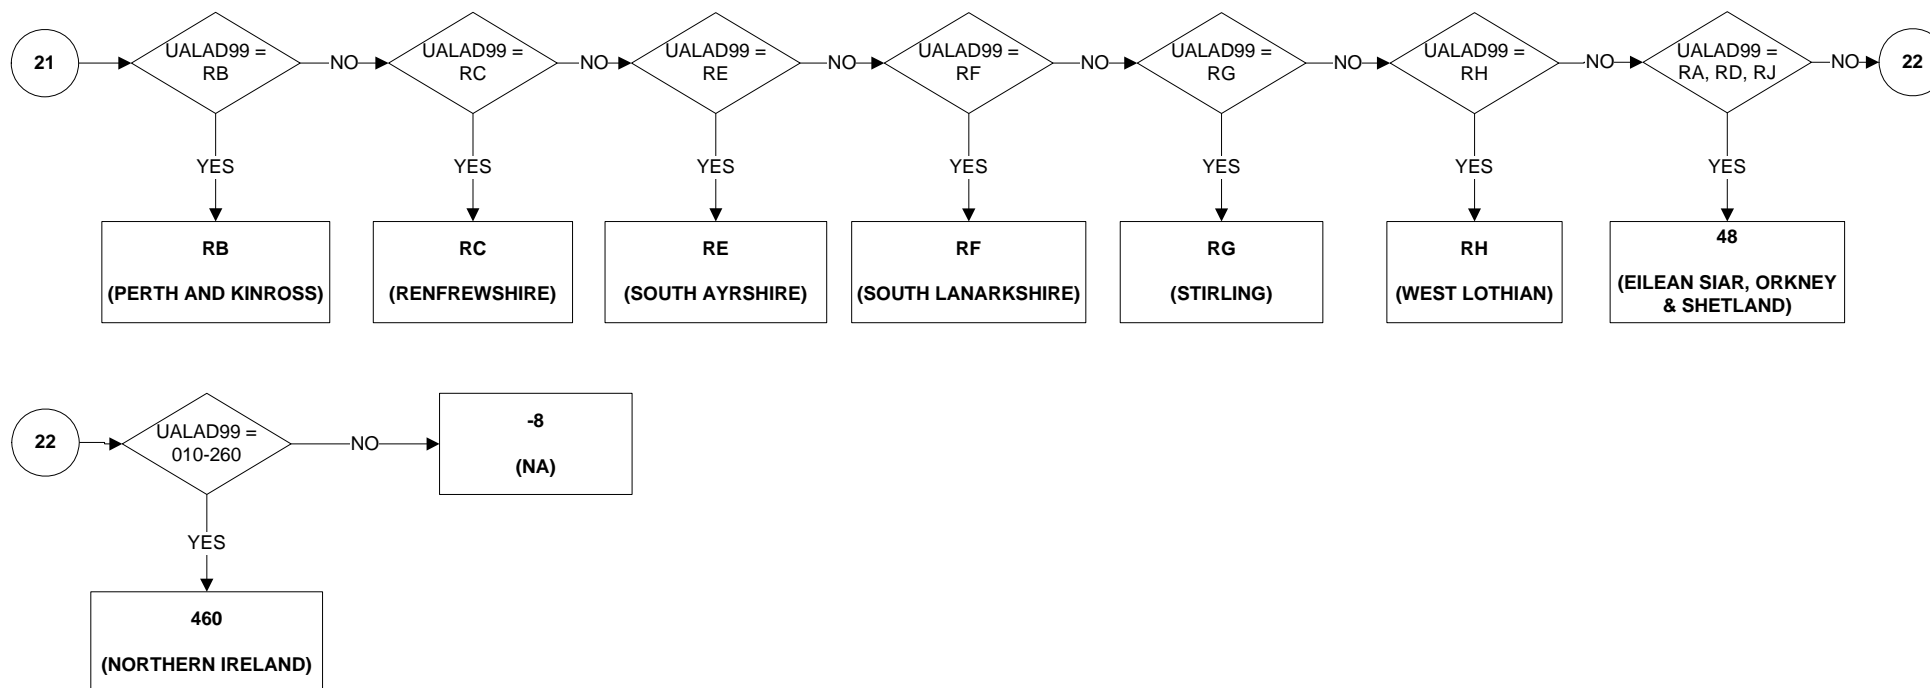 21
UALAD99 =
RB
NO
UALAD99 =
RC
NO
UALAD99 =
RE
NO
UALAD99 =
RF
NO
UALAD99 =
RG
NO
UALAD99 =
RH
NO
UALAD99 =
RA, RD, RJ
NO
22
YES
YES
YES
YES
YES
YES
YES
RB
(PERTH AND KINROSS)
RC
(RENFREWSHIRE)
RE
(SOUTH AYRSHIRE)
RF
(SOUTH LANARKSHIRE)
RG
(STIRLING)
RH
(WEST LOTHIAN)
48
(EILEAN SIAR, ORKNEY
& SHETLAND)
22
UALAD99 =
010-260
NO
-8
(NA)
YES
460
(NORTHERN IRELAND)